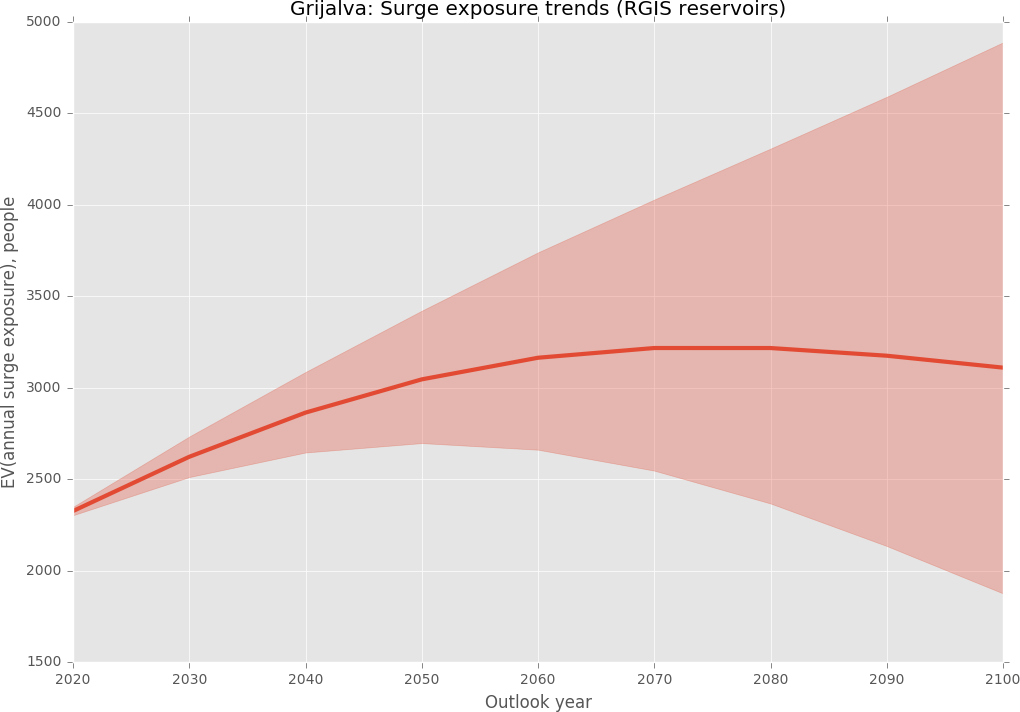 Grijalva: Surge exposure trends (RGIS reservoirs)
EV(annual surge exposure), people
5000
4500
4000
3500
3000
2500
2000
1500
2020 2030 2040 2050 2060 2070 2080 2090 2100
Outlook year